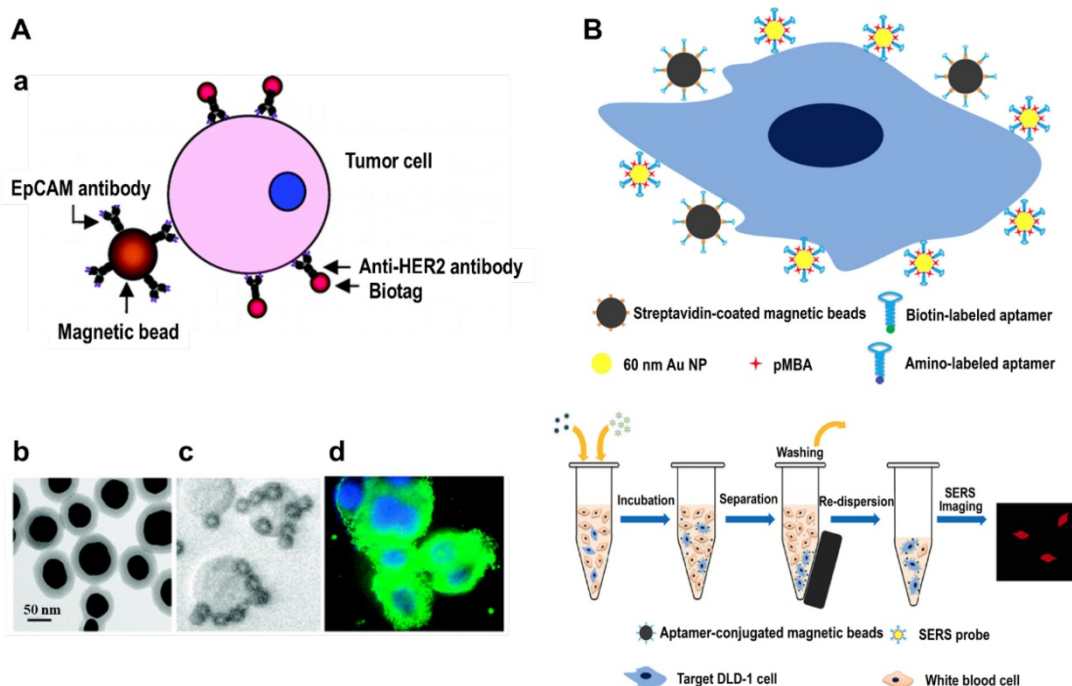 A
a
Tumor cell
EpCAM antibody
Anti-HER2 antibody
Biotag
Magnetic bead
b
50 nm
c
d
B
Streptavidin-coated magnetic beads
Biotin-labeled aptamer
60 nm Au NP
pMBA
Amino-labeled aptamer
Incubation
Separation
Washing
Re-dispersion
SERS
Imaging
Aptamer-conjugated magnetic beads
SERS probe
Target DLD-1 cell
White blood cell